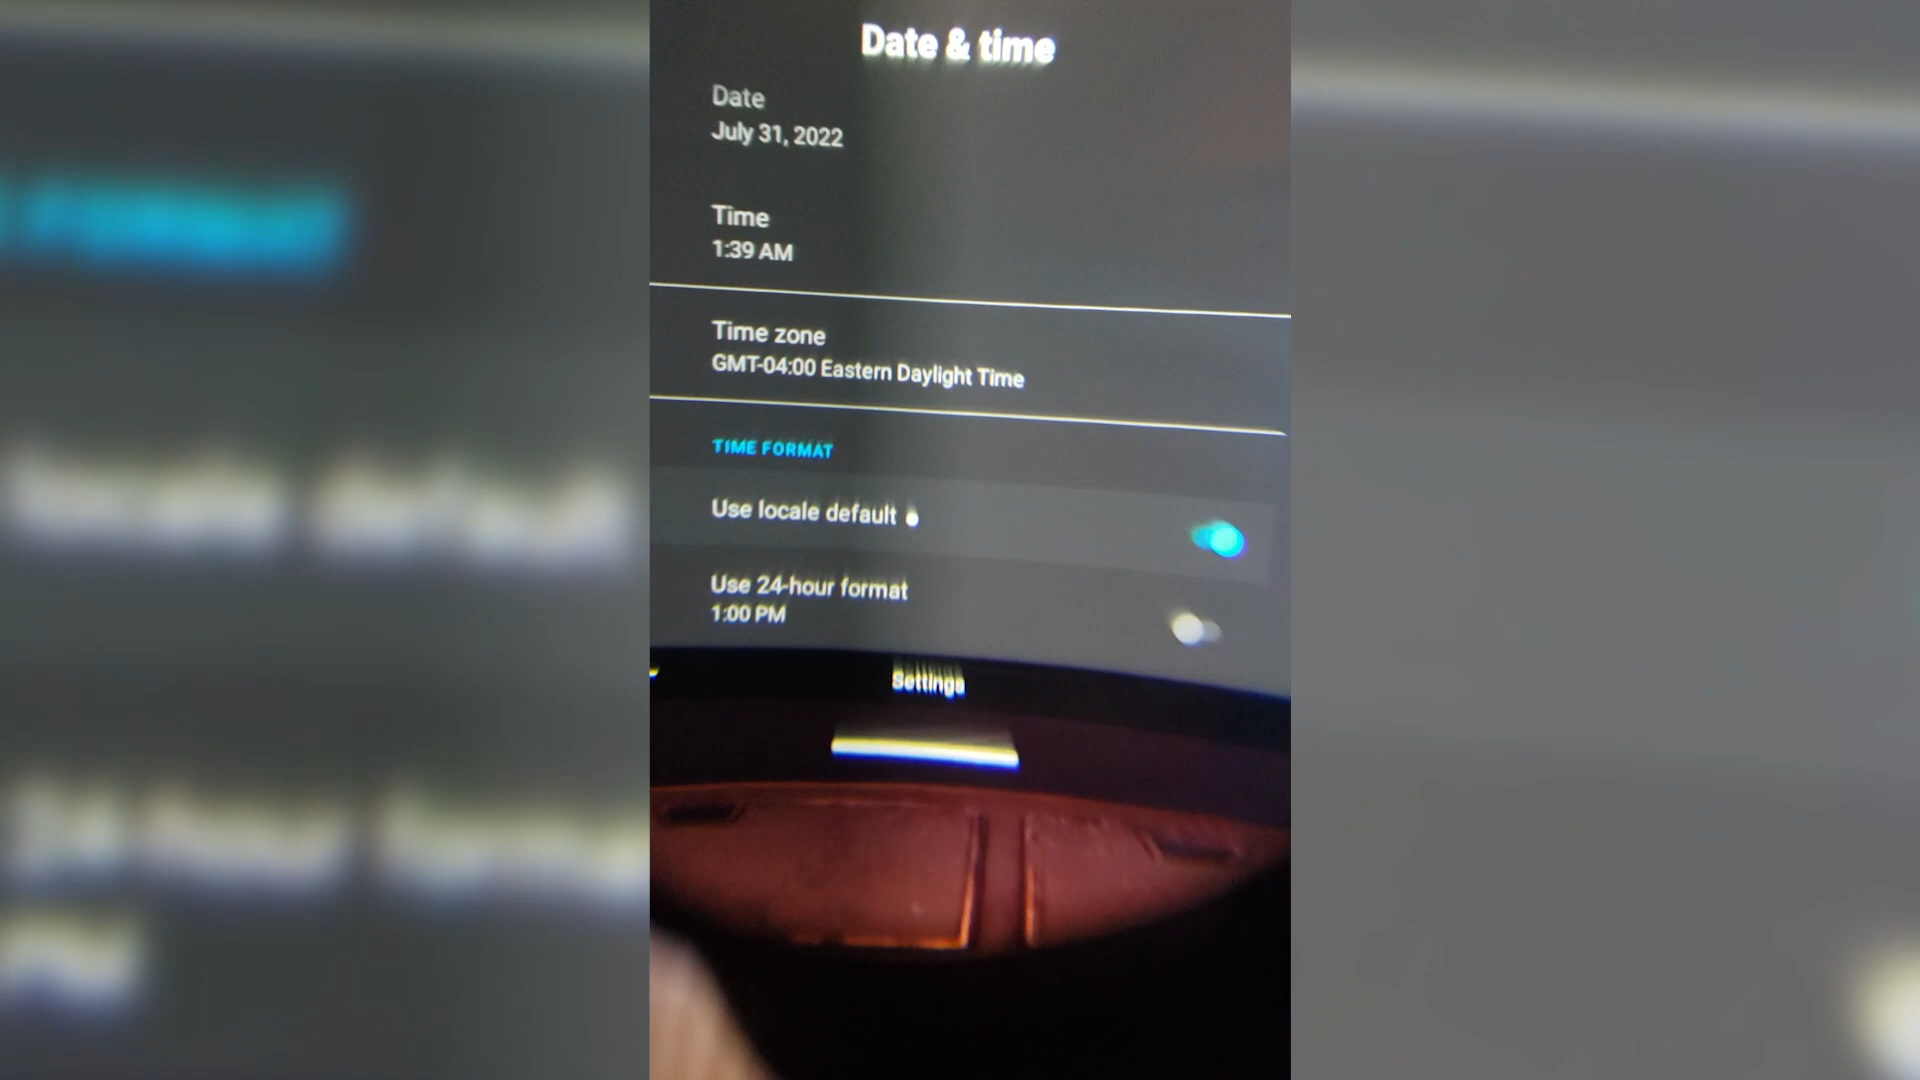 Date & time
Date
July 31, 2022
Time
1:39 AM
Time zone
GMT-04:00 Eastern Daylight Time
TIME FORMAT
Use locale default
Use 24-hour format
1:00 PM
Settings